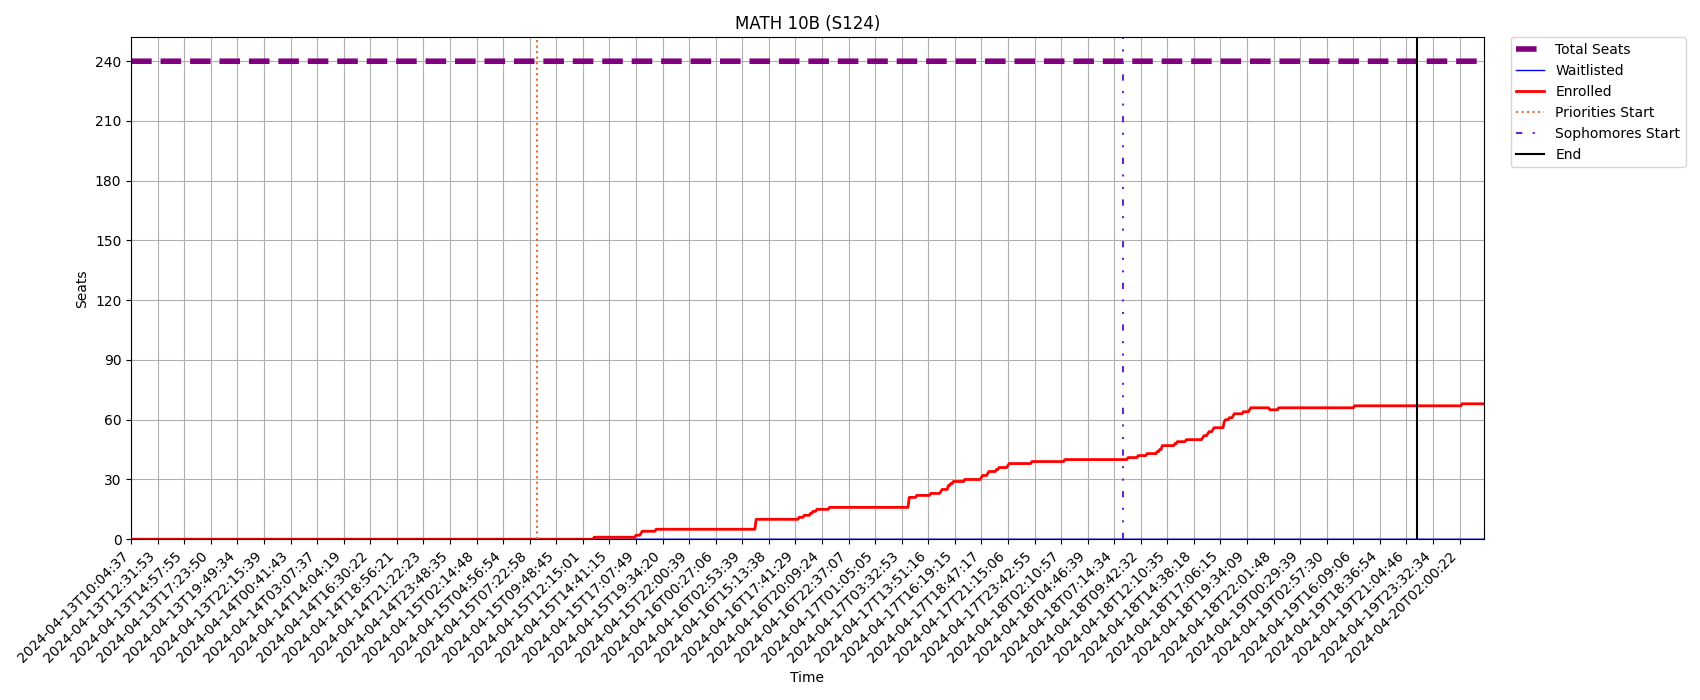 MATH 10B (S124)
Total Seats
Waitlisted
Enrolled
Priorities Start
Sophomores Start
End
Seats
240
210
180
150
120
90
60
30
0
2024-04-13T10:04:37
2024-04-13T12:31:53
2024-04-13T14:57:55
2024-04-13T17:23:50
2024-04-13T19:49:34
2024-04-13T22:15:39
2024-04-14T00:41:43
2024-04-14T03:07:37
2024-04-14T14:04:19
2024-04-14T16:30:22
2024-04-14T18:56:21
2024-04-14T21:22:23
2024-04-14T23:48:35
2024-04-15T02:14:48
2024-04-15T04:56:54
2024-04-15T07:22:58
2024-04-15T09:48:45
2024-04-15T12:15:01
2024-04-15T14:41:15
2024-04-15T17:07:49
2024-04-15T19:34:20
2024-04-15T22:00:39
2024-04-16T00:27:06
2024-04-16T02:53:39
2024-04-16T15:13:38
2024-04-16T17:41:29
2024-04-16T20:09:24
2024-04-16T22:37:07
2024-04-17T01:05:05
2024-04-17T03:32:53
2024-04-17T13:51:16
2024-04-17T16:19:15
2024-04-17T18:47:17
2024-04-17T21:15:06
2024-04-17T23:42:55
2024-04-18T02:10:57
2024-04-18T04:46:39
2024-04-18T07:14:34
2024-04-18T09:42:32
2024-04-18T12:10:35
2024-04-18T14:38:18
2024-04-18T17:06:15
2024-04-18T19:34:09
2024-04-18T22:01:48
2024-04-19T00:29:39
2024-04-19T02:57:30
2024-04-19T16:09:06
2024-04-19T18:36:54
2024-04-19T21:04:46
2024-04-19T23:32:34
2024-04-20T02:00:22
Time